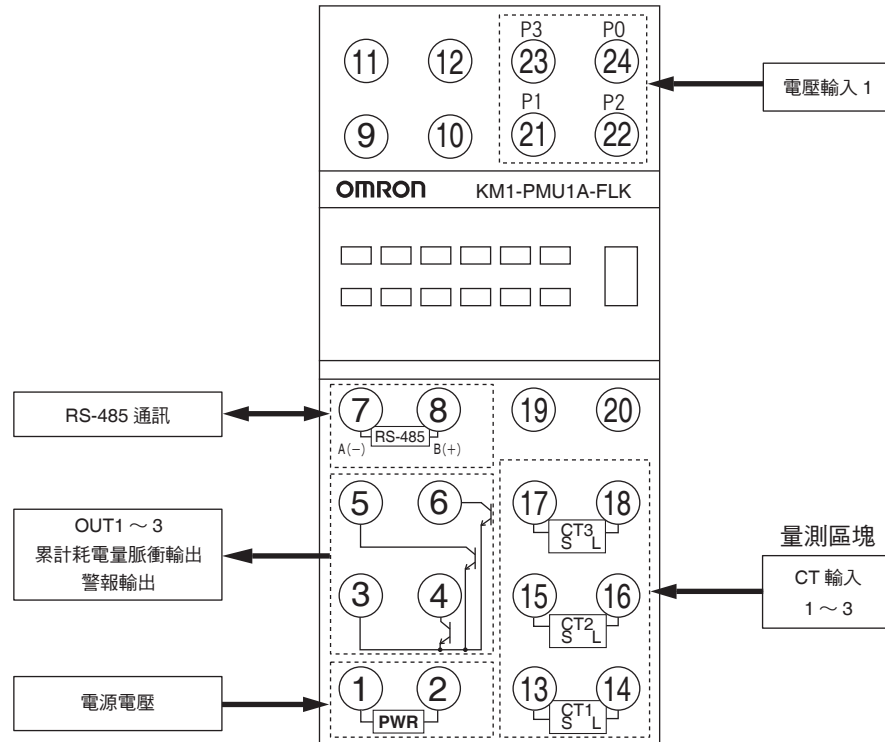 P3 P0
11 12 23 24
電壓輸入 1
P1 P2
9 10 21 22
OMRON KM1-PMU1A-FLK
RS-485 通訊
7 8 19 20
A(−) RS-485 B(+)
5 6 17 18
CT3
S L
OUT1 ～ 3
累計耗電量脈衝輸出
警報輸出
量測區塊
CT 輸入
1 ～ 3
3 4 15 16
CT2
S L
電源電壓
1 2 13 14
PWR
CT1
S L